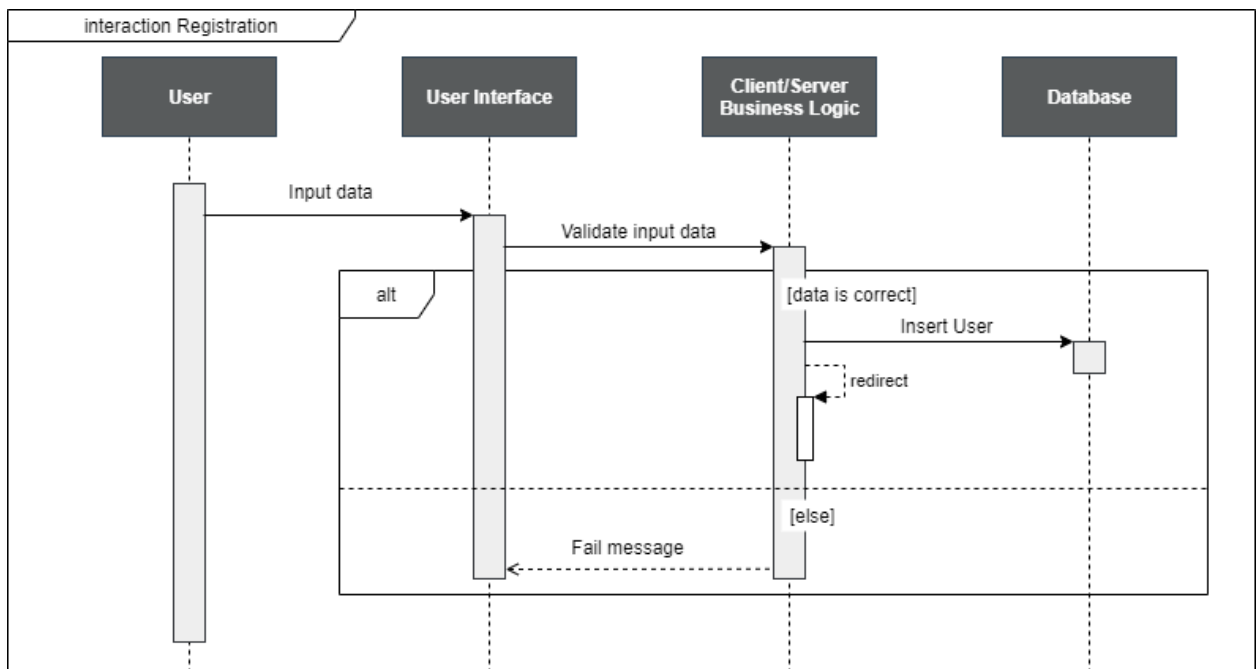 interaction Registration
User
User Interface
Client/Server
Business Logic
Database
Input data
Validate input data
alt
[data is correct]
Insert User
redirect
[else]
Fail message